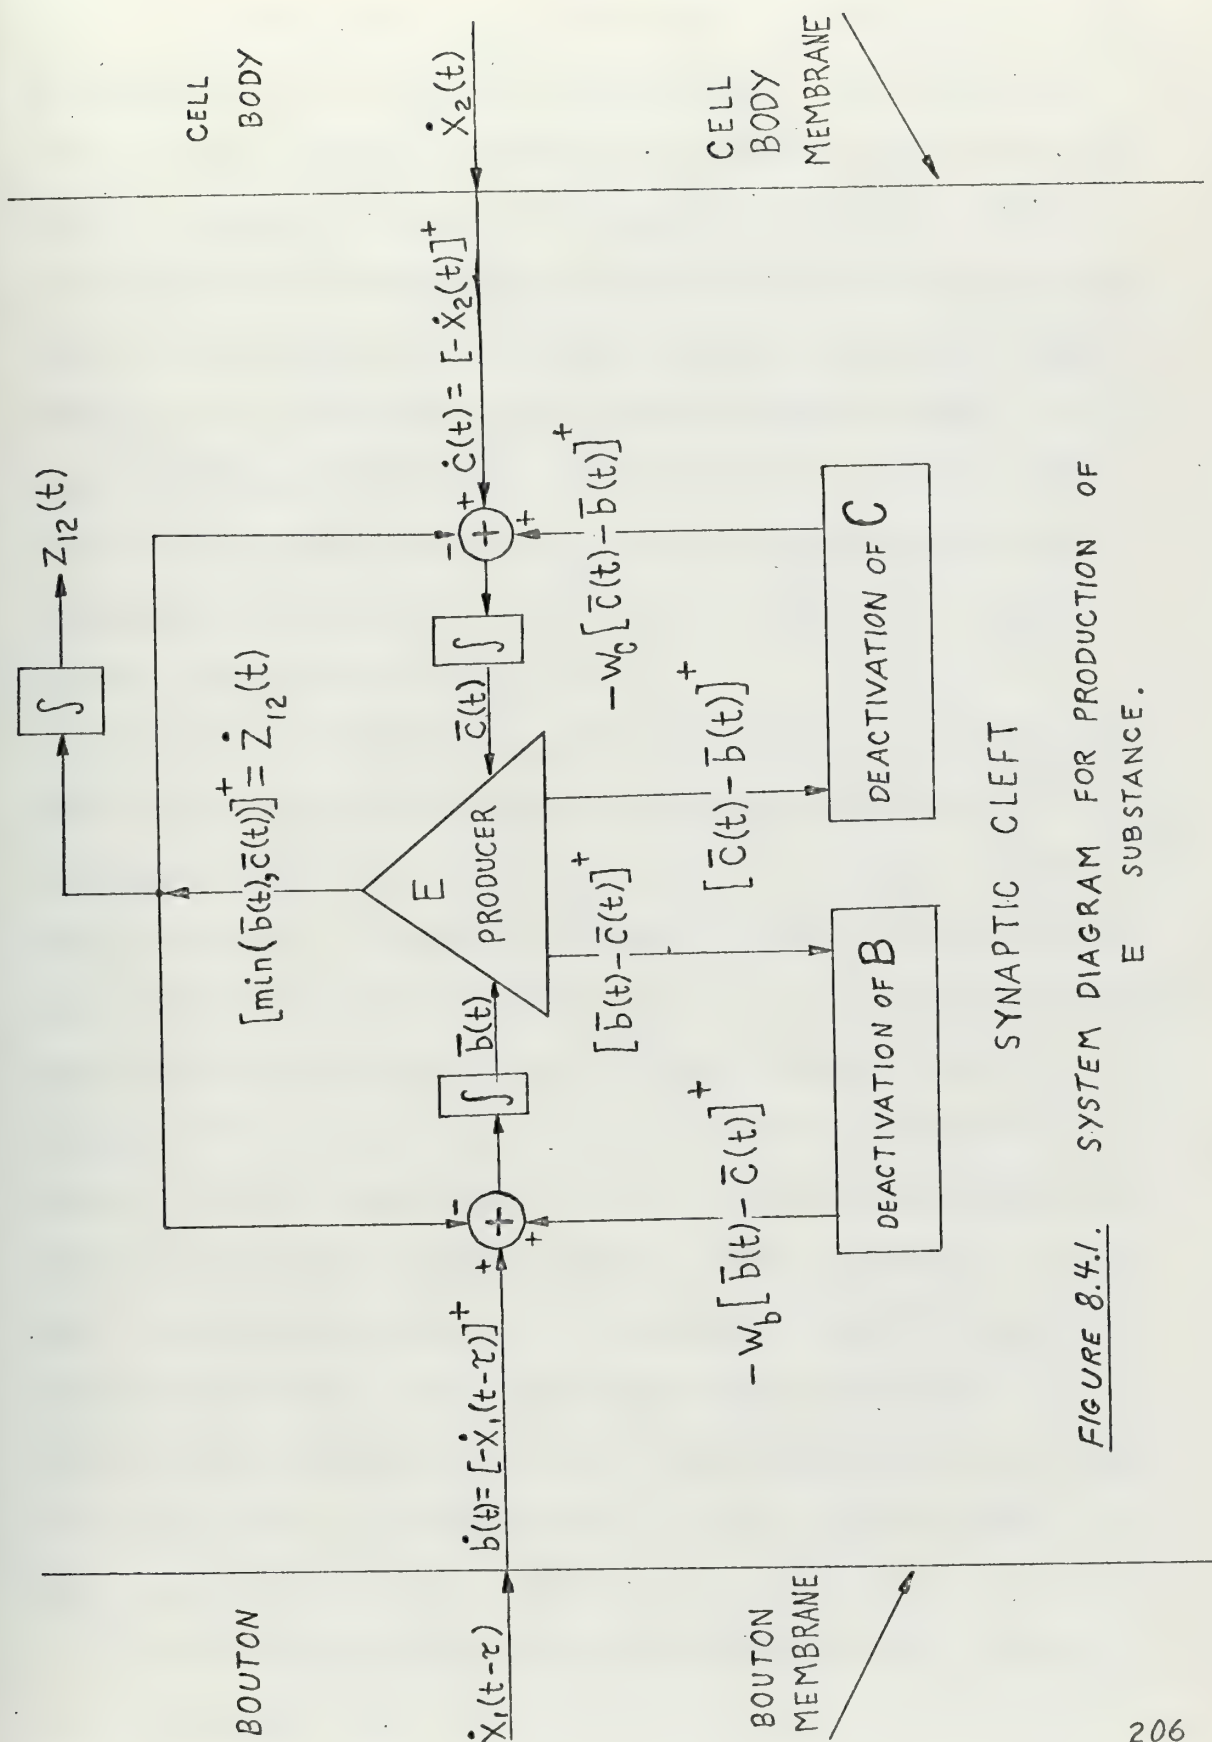 BOUTON
CELL
BODY
∫
Z₁₂(t)
[min(b̄(t),c̄(t))]⁺ = Ż₁₂(t)
Ẋ₁(t-τ)
ḃ(t)=[-Ẋ₁(t-τ)]⁺
+
-
+
+
∫
b̄(t)
E
PRODUCER
c̄(t)
∫
-
+
+
+
ċ(t) = [-Ẋ₂(t)]⁺
Ẋ₂(t)
-W_b[b̄(t)-c̄(t)]⁺
[b̄(t)-c̄(t)]⁺
[c̄(t)-b̄(t)]⁺
-W_c[c̄(t)-b̄(t)]⁺
BOUTON
MEMBRANE
DEACTIVATION OF B
DEACTIVATION OF C
CELL
BODY
MEMBRANE
SYNAPTIC CLEFT
FIGURE 8.4.1. SYSTEM DIAGRAM FOR PRODUCTION OF
E SUBSTANCE.
206